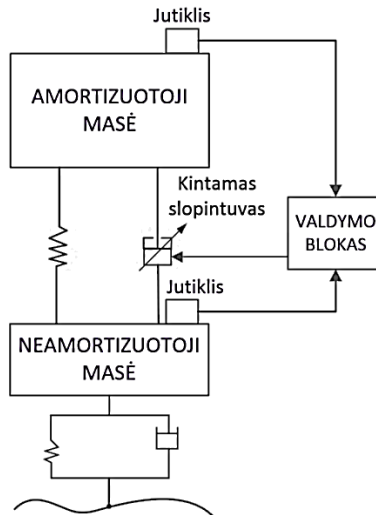 Jutiklis
AMORTIZUOTOJI
MASĖ
Kintamas
slopintuvas
VALDYMO
BLOKAS
Jutiklis
NEAMORTIZUOTOJI
MASĖ